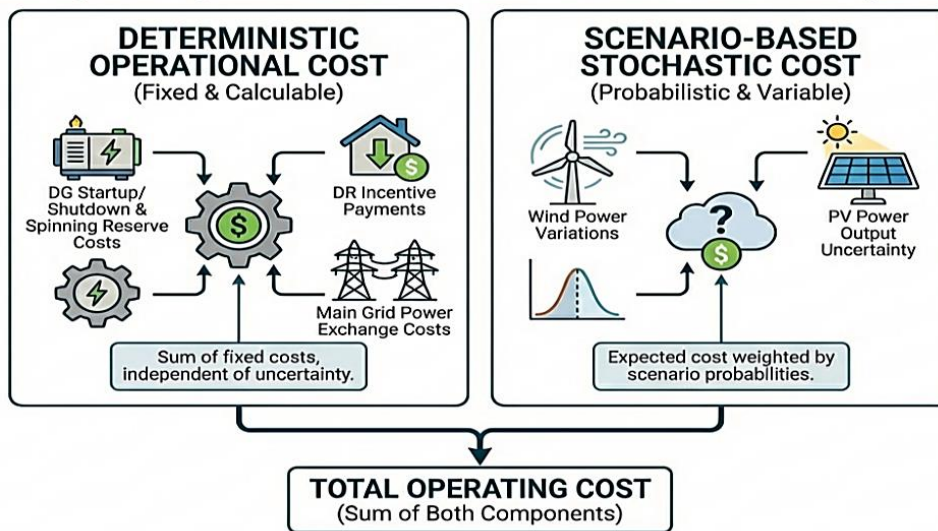 DETERMINISTIC
OPERATIONAL COST
(Fixed & Calculable)
DG Startup/
Shutdown &
Spinning Reserve
Costs
$
DR Incentive
Payments
$
Main Grid Power
Exchange Costs
Sum of fixed costs,
independent of uncertainty.
SCENARIO-BASED
STOCHASTIC COST
(Probabilistic & Variable)
Wind Power
Variations
?
$
PV Power
Output
Uncertainty
Expected cost weighted by
scenario probabilities.
TOTAL OPERATING COST
(Sum of Both Components)